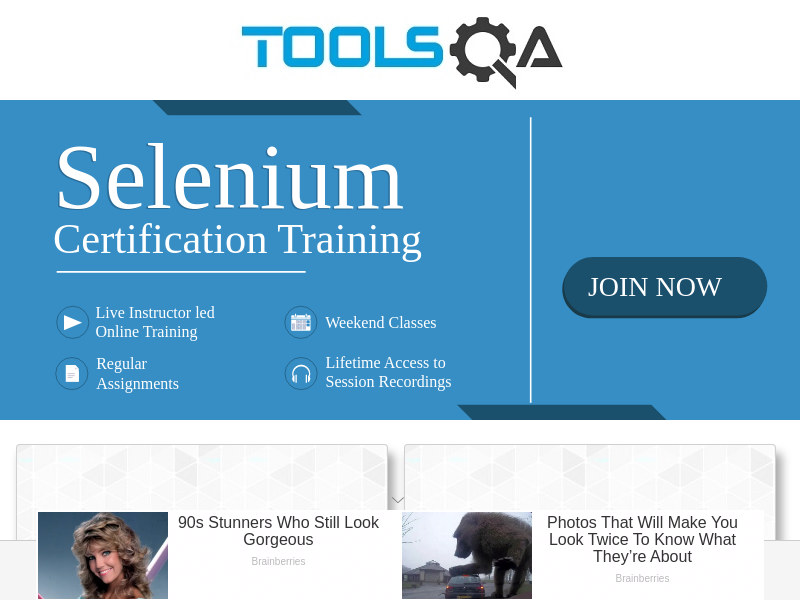 TOOLSQA
Selenium
Certification Training
JOIN NOW
Live Instructor led
Online Training
Weekend Classes
Regular
Assignments
Lifetime Access to
Session Recordings
90s Stunners Who Still Look
Gorgeous
Brainberries
Photos That Will Make You
Look Twice To Know What
They're About
Brainberries